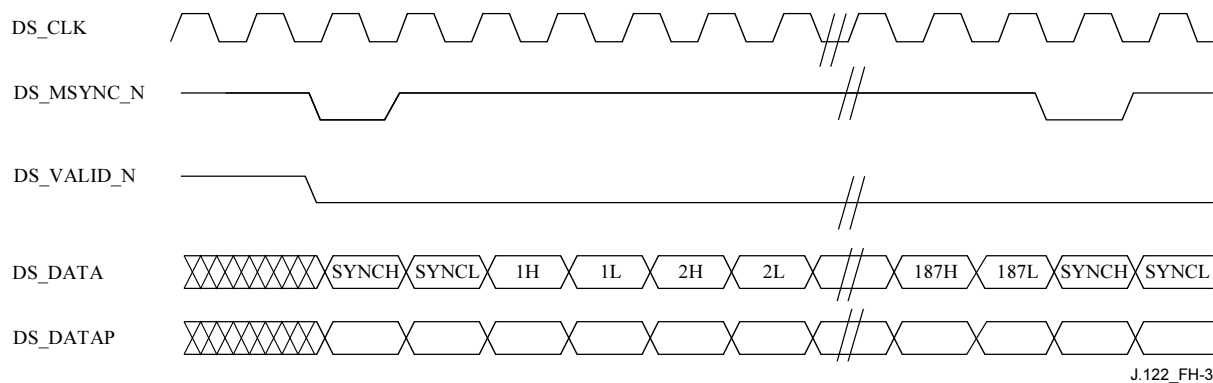 DS_CLK
DS_MSYNC_N
DS_VALID_N
DS_DATA SYNCH SYNCL 1H 1L 2H 2L 187H 187L SYNCH SYNCL
DS_DATAP
J.122_FH-3